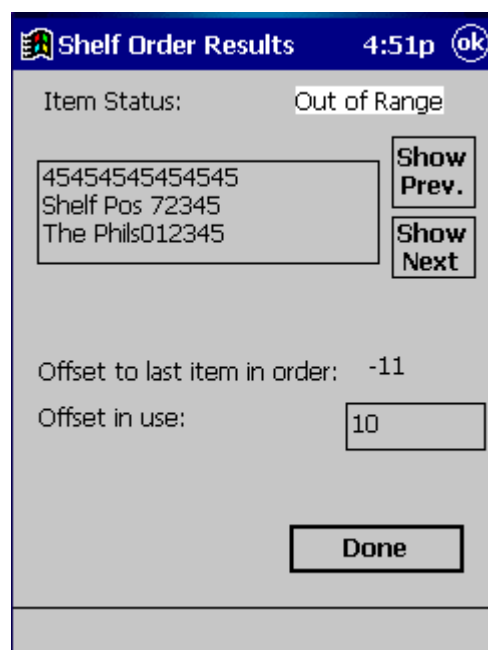 Shelf Order Results 4:51p ok
Item Status: Out of Range
45454545454545
Shelf Pos 72345
The Phils012345
Show Prev.
Show Next
Offset to last item in order: -11
Offset in use: 10
Done